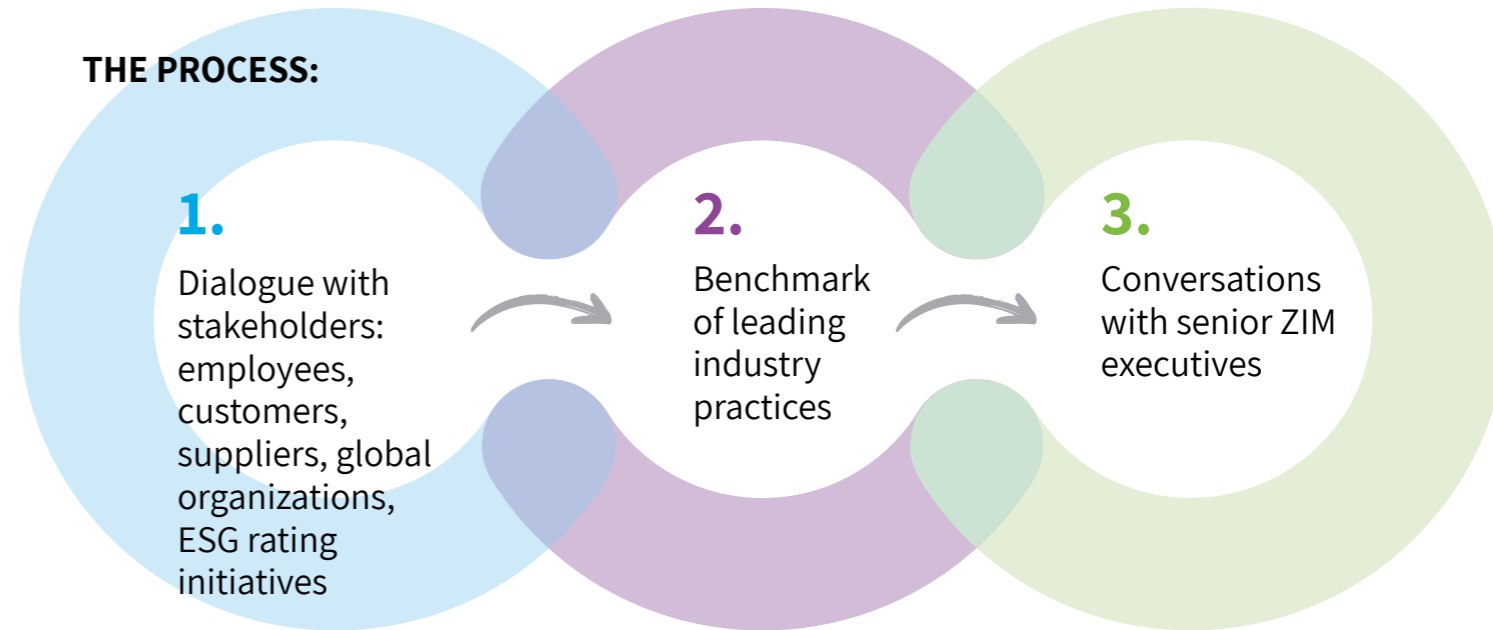 THE PROCESS:
1.
Dialogue with
stakeholders:
employees,
customers,
suppliers, global
organizations,
ESG rating
initiatives
2.
Benchmark
of leading
industry
practices
3.
Conversations
with senior ZIM
executives